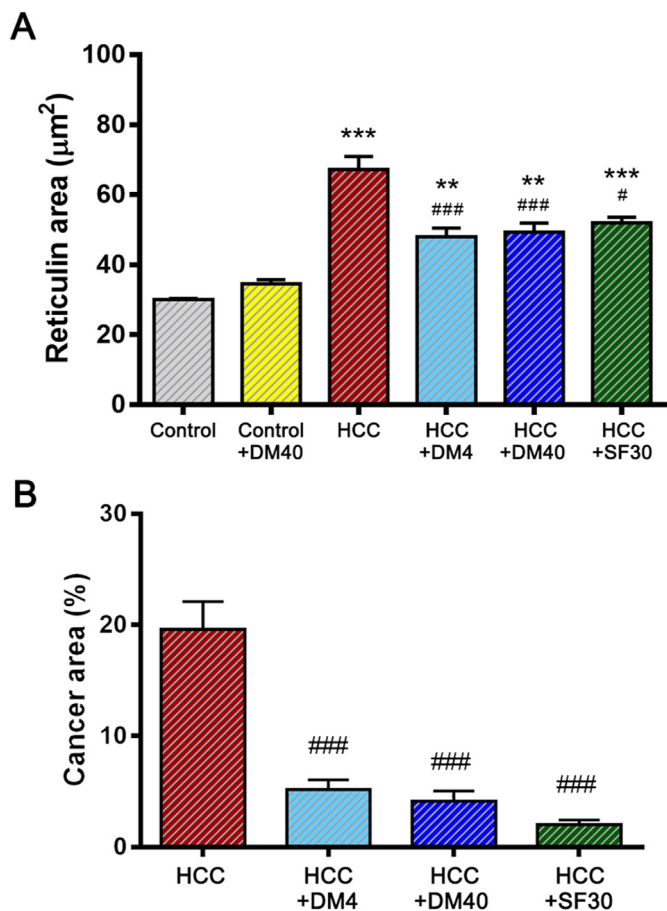 A
Reticulin area (μm²)
100
80
60
40
20
0
***
**
###
**
###
***
#
Control
Control
+DM40
HCC
HCC
+DM4
HCC
+DM40
HCC
+SF30
B
Cancer area (%)
30
20
10
0
###
###
###
HCC
HCC
+DM4
HCC
+DM40
HCC
+SF30